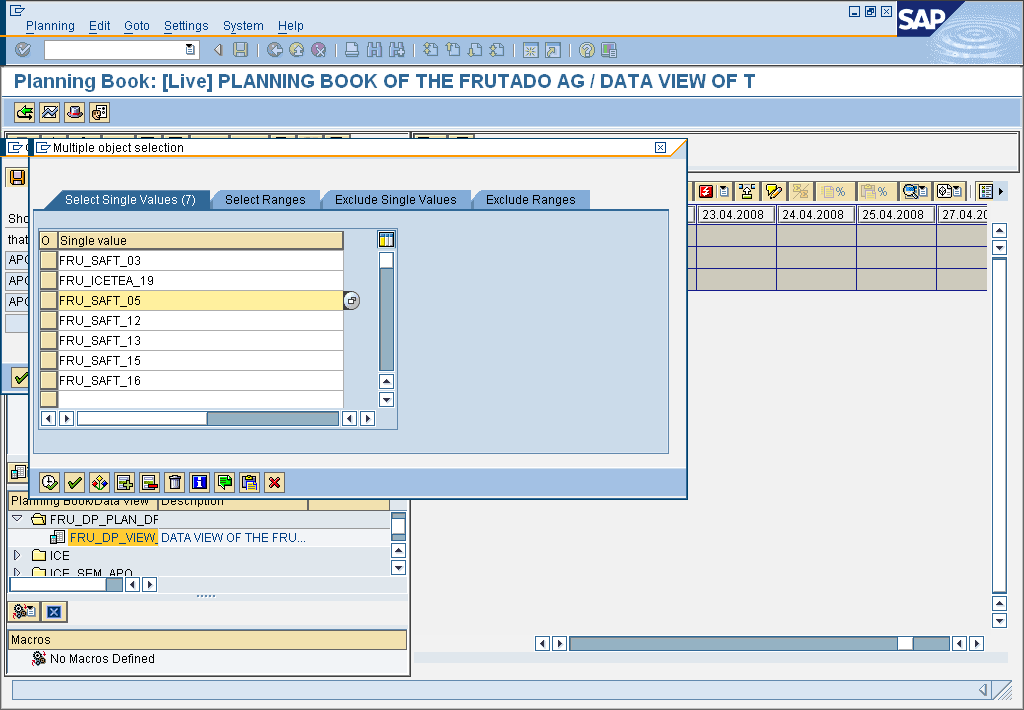 Planning Edit Goto Settings System Help
SAP
Planning Book: [Live] PLANNING BOOK OF THE FRUTADO AG / DATA VIEW OF T
Multiple object selection
Select Single Values (7) Select Ranges Exclude Single Values Exclude Ranges
23.04.2008 24.04.2008 25.04.2008 27.04.20
Sho
that
APO
APO
APO
O Single value
FRU_SAFT_03
FRU_ICETEA_19
FRU_SAFT_05
FRU_SAFT_12
FRU_SAFT_13
FRU_SAFT_15
FRU_SAFT_16
Planning Book/Data View Description
FRU_DP_PLAN_DF
FRU_DP_VIEW_ DATA VIEW OF THE FRU...
ICE
ICE_SEM_APO
Macros
No Macros Defined